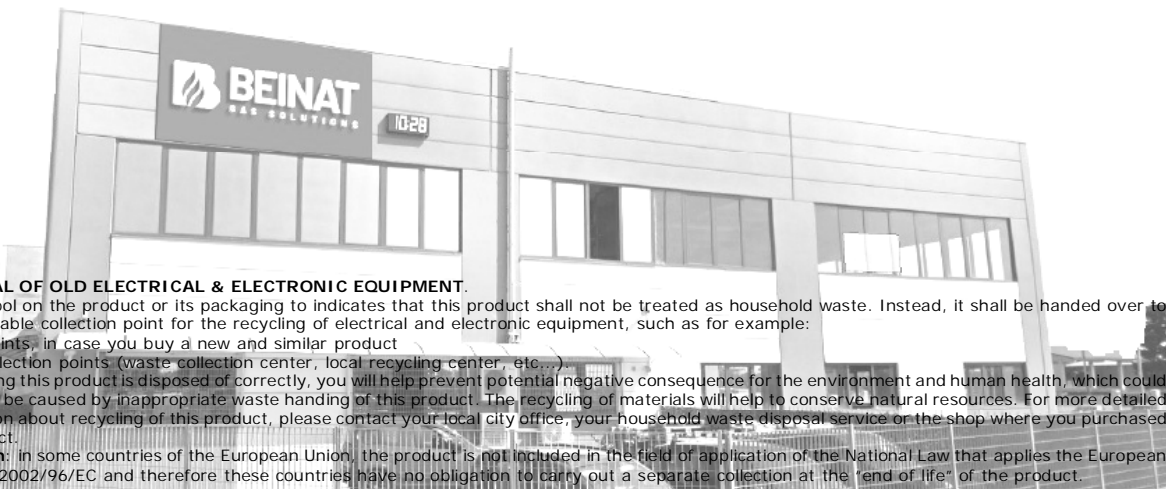 BEINAT
GAS SOLUTIONS
10:28
AL OF OLD ELECTRICAL & ELECTRONIC EQUIPMENT.
ool on the product or its packaging to indicates that this product shall not be treated as household waste. Instead, it shall be handed over to
able collection point for the recycling of electrical and electronic equipment, such as for example:
ints, in case you buy a new and similar product
llection points (waste collection center, local recycling center, etc...).
ng this product is disposed of correctly, you will help prevent potential negative consequence for the environment and human health, which could
be caused by inappropriate waste handing of this product. The recycling of materials will help to conserve natural resources. For more detailed
on about recycling of this product, please contact your local city office, your household waste disposal service or the shop where you purchased
ct.
n: in some countries of the European Union, the product is not included in the field of application of the National Law that applies the European
2002/96/EC and therefore these countries have no obligation to carry out a separate collection at the "end of life" of the product.